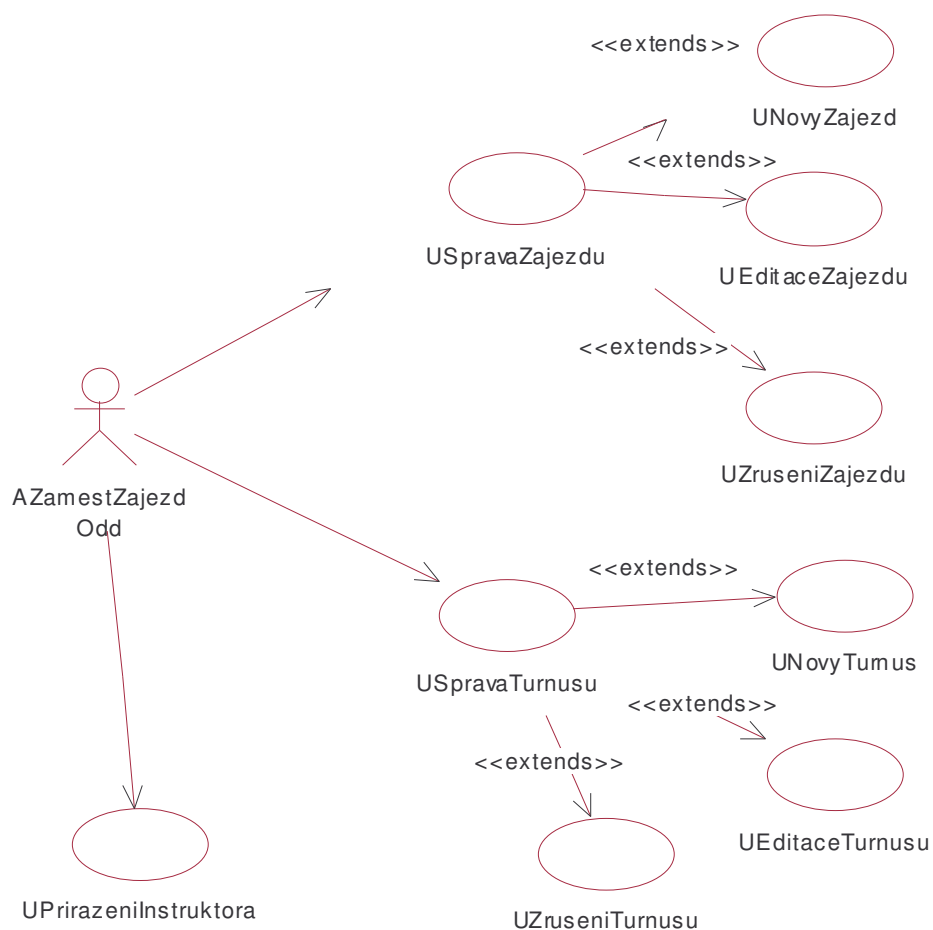 <<extends>>
UNovyZajezd
<<extends>>
USpravaZajezdu
UEditaceZajezdu
<<extends>>
UZruseniZajezdu
AZamestZajezd
Odd
<<extends>>
UNovyTurnus
USpravaTurnusu
<<extends>>
<<extends>>
UEditaceTurnusu
UPrirazeniInstruktora
UZruseniTurnusu